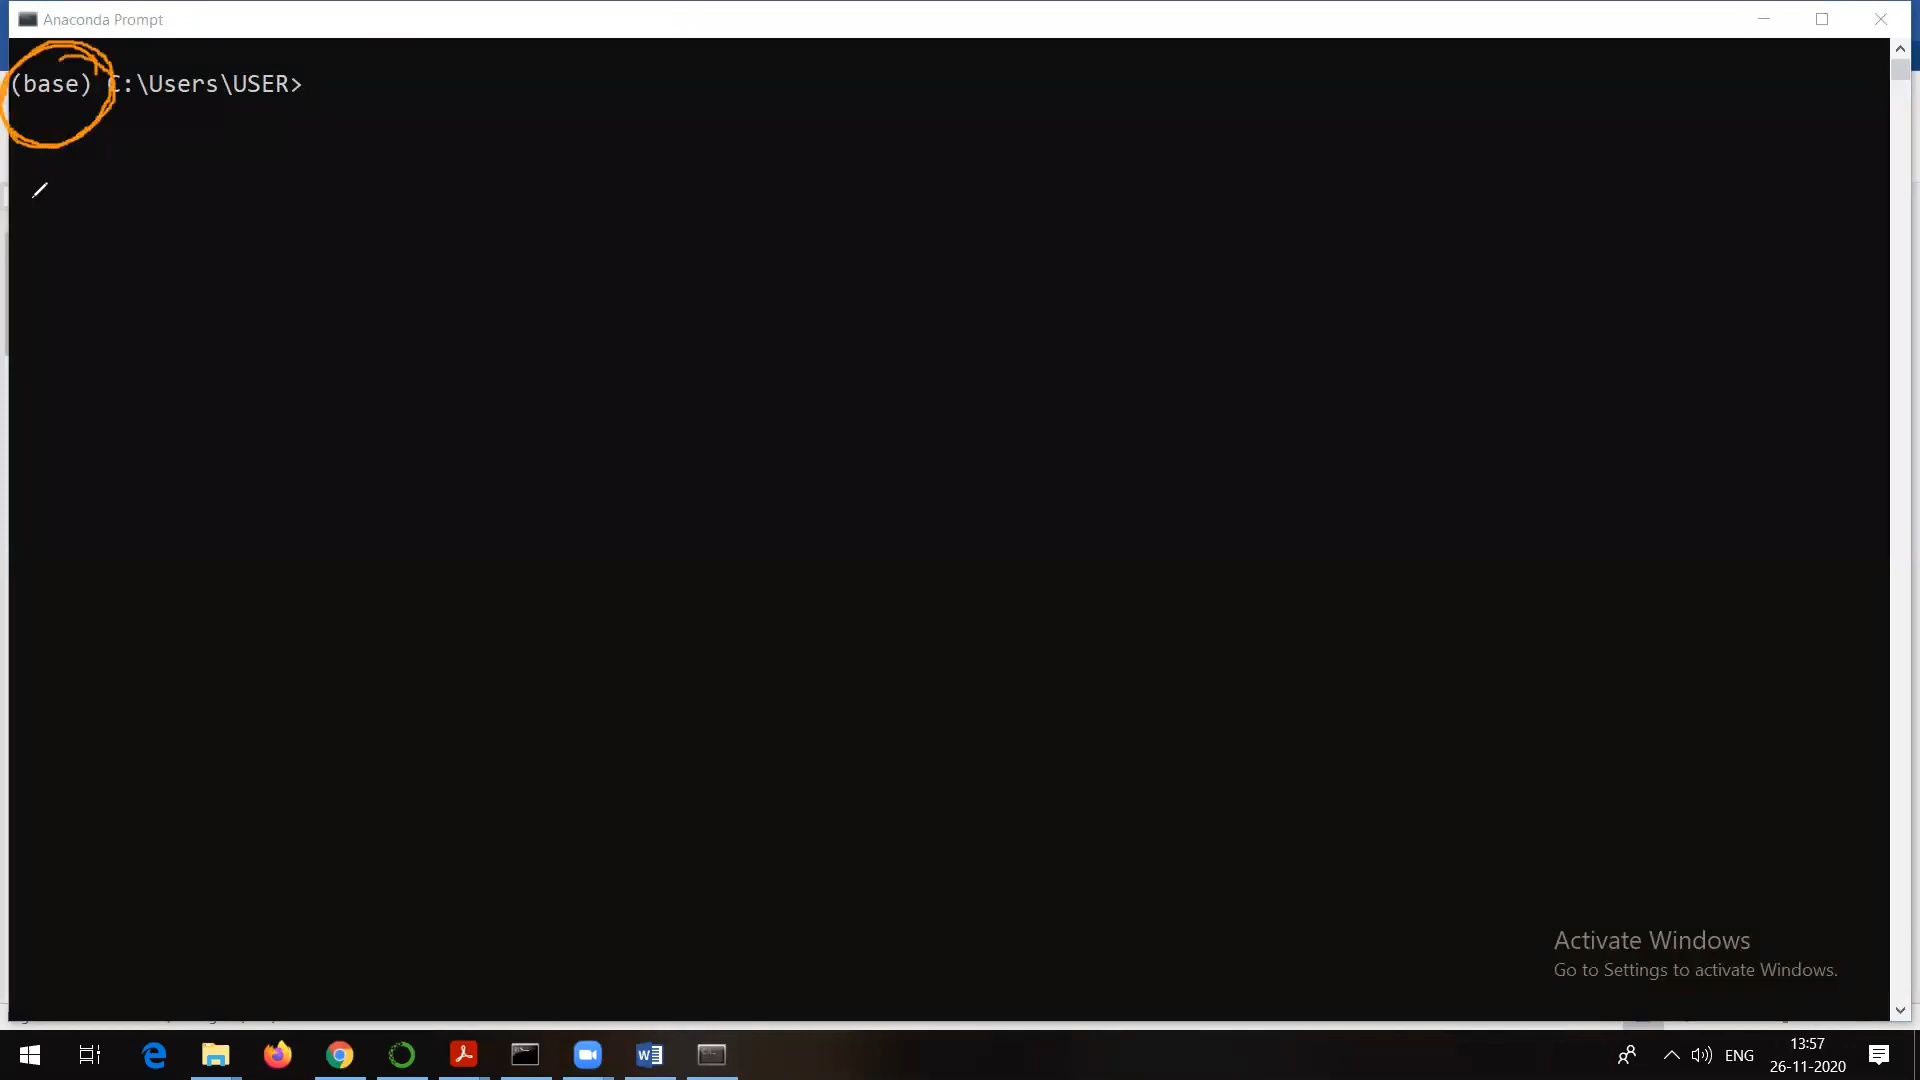 Anaconda Prompt
(base) C:\Users\USER>
Activate Windows
Go to Settings to activate Windows.
ENG
13:57
26-11-2020